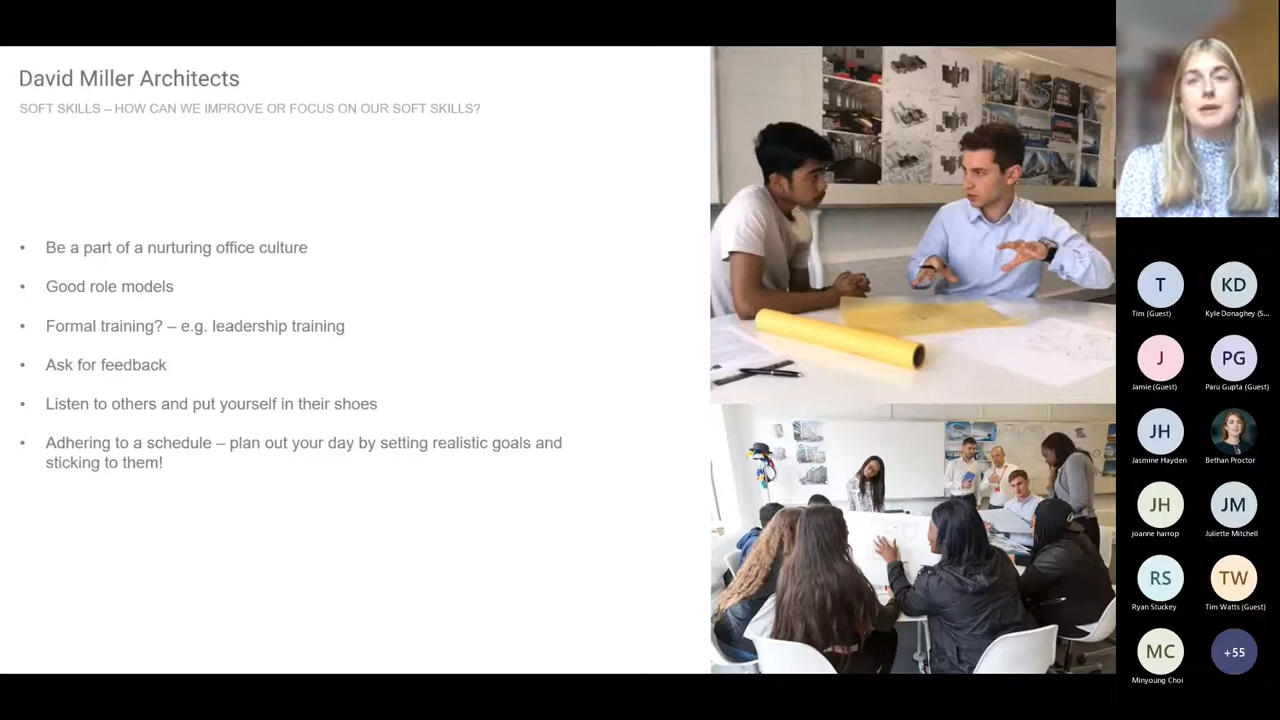 David Miller Architects
SOFT SKILLS – HOW CAN WE IMPROVE OR FOCUS ON OUR SOFT SKILLS?
• Be a part of a nurturing office culture
• Good role models
• Formal training? – e.g. leadership training
• Ask for feedback
• Listen to others and put yourself in their shoes
• Adhering to a schedule – plan out your day by setting realistic goals and
sticking to them!
T KD
Tim (Guest) Kyle Donaghey (S...
J PG
Jamie (Guest) Paru Gupta (Guest)
JH
Jasmine Hayden Bethan Proctor
JH JM
joanne harrop Juliette Mitchell
RS TW
Ryan Stuckey Tim Watts (Guest)
MC +55
Minyoung Choi